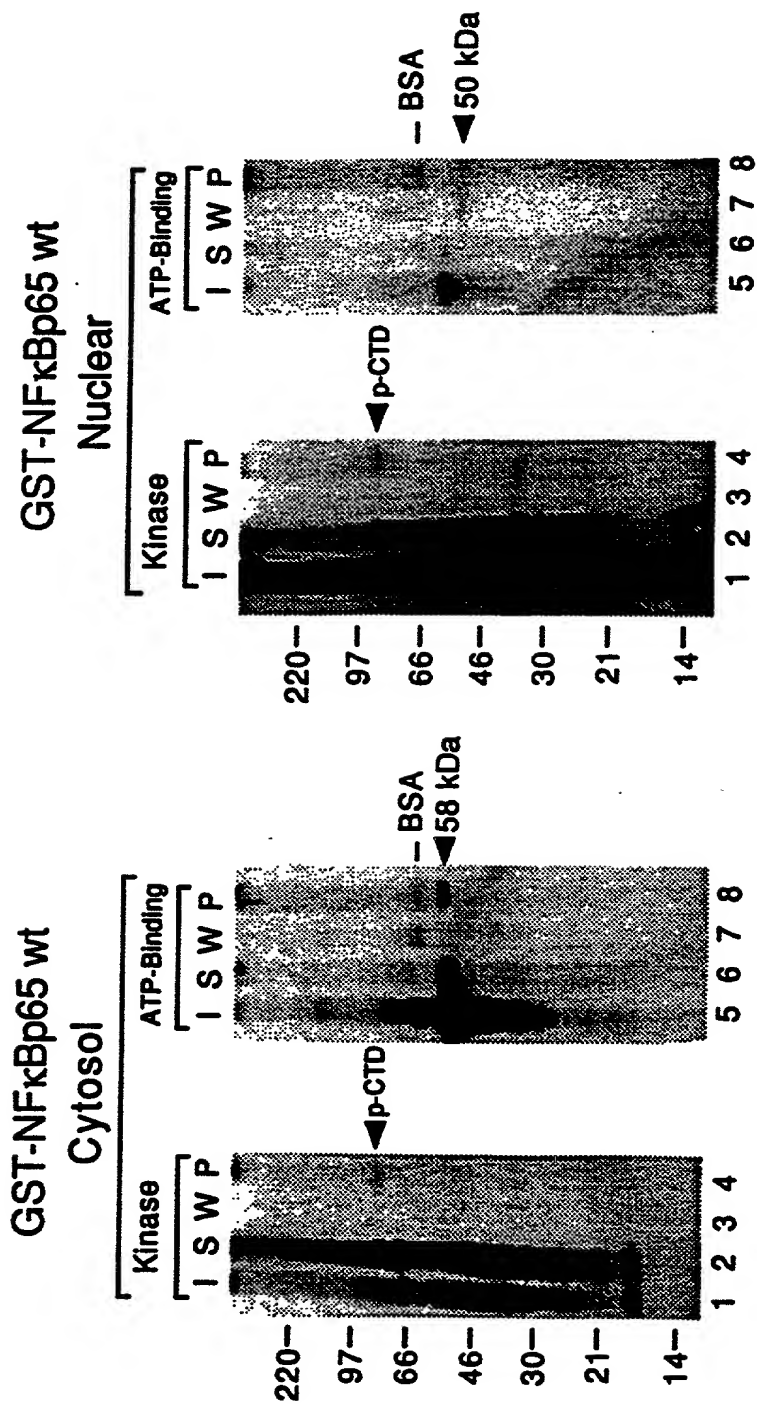 GST-NFκBp65 wt
Cytosol
Kinase
ATP-Binding
I S W P
I S W P
220–
97–
66–
46–
30–
21–
14–
◀p-CTD
– BSA
◀58 kDa
1 2 3 4
5 6 7 8
GST-NFκBp65 wt
Nuclear
Kinase
ATP-Binding
I S W P
I S W P
220–
97–
66–
46–
30–
21–
14–
◀p-CTD
– BSA
◀50 kDa
1 2 3 4
5 6 7 8